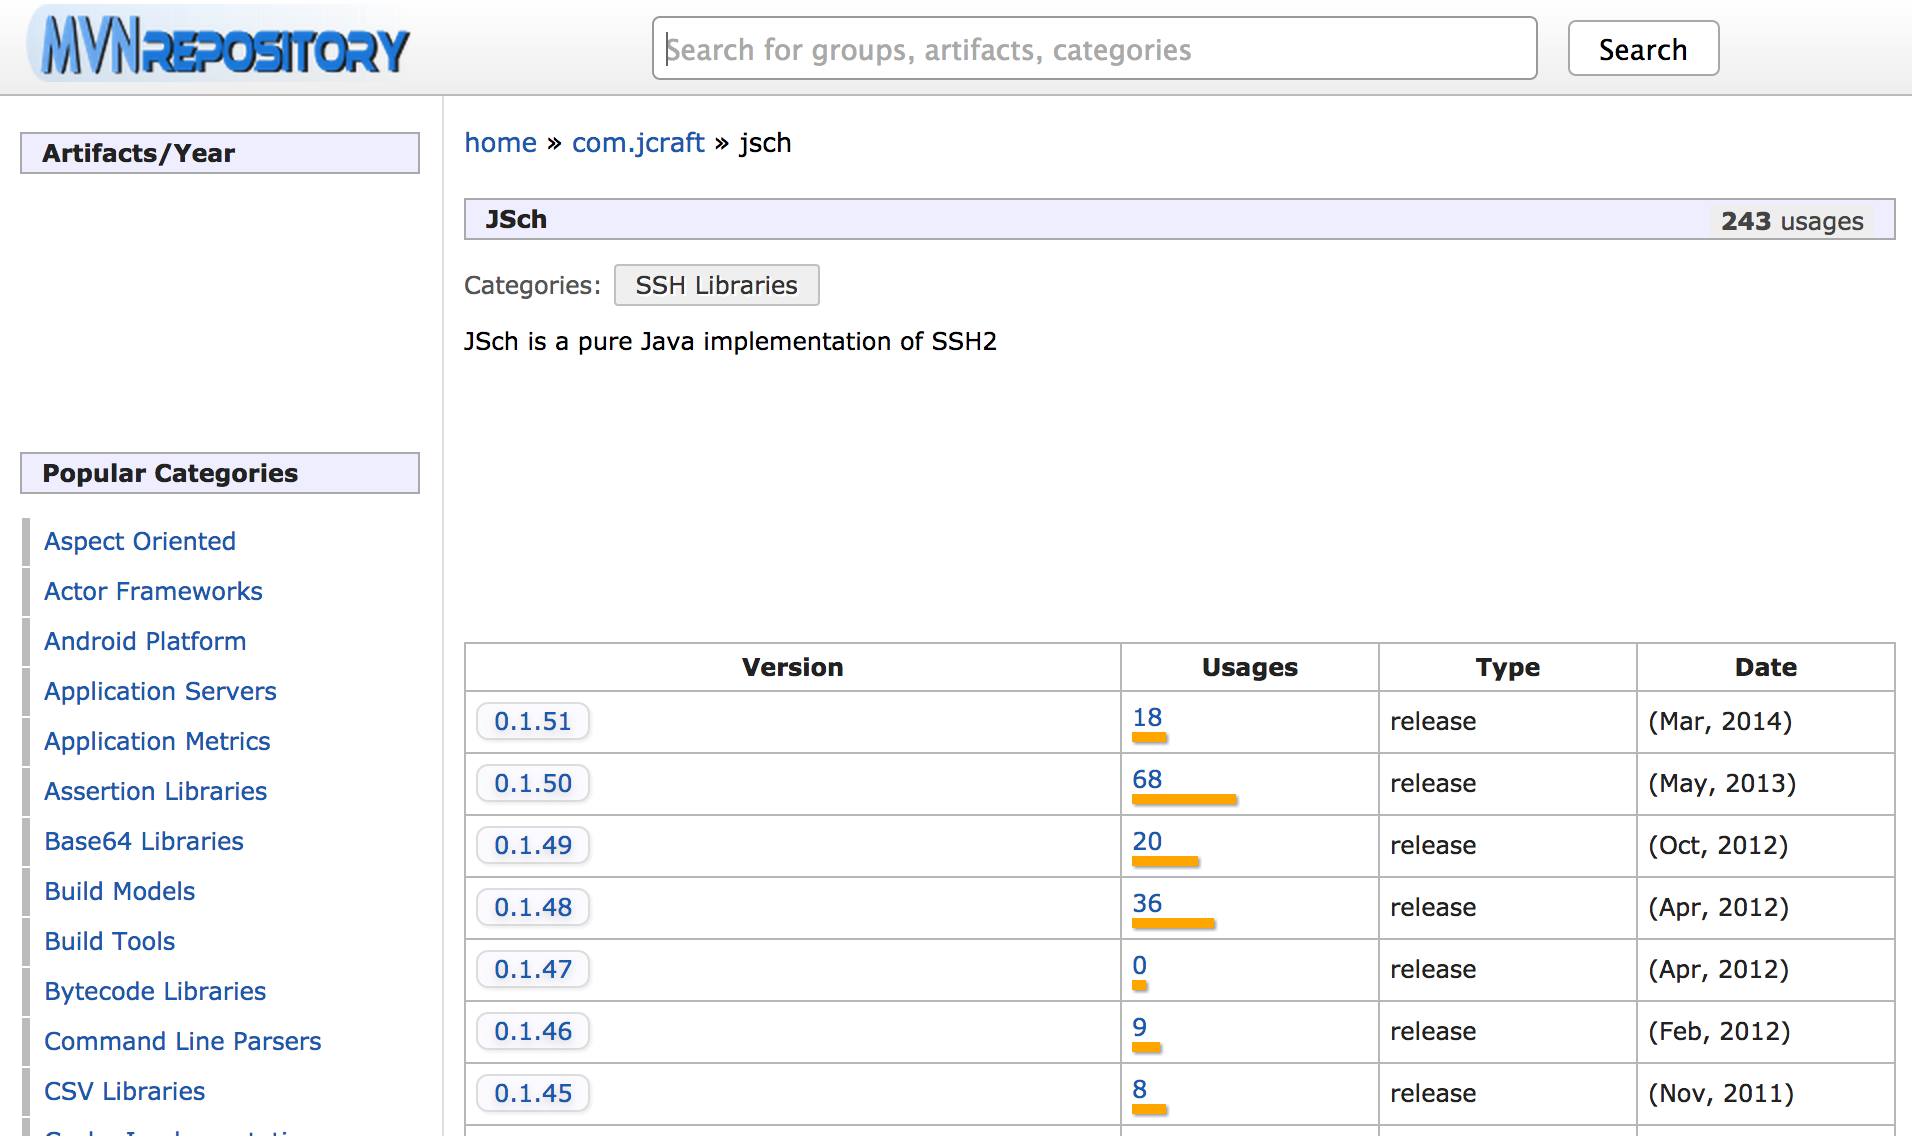 MVNREPOSITORY
Search for groups, artifacts, categories
Search
Artifacts/Year
Popular Categories
Aspect Oriented
Actor Frameworks
Android Platform
Application Servers
Application Metrics
Assertion Libraries
Base64 Libraries
Build Models
Build Tools
Bytecode Libraries
Command Line Parsers
CSV Libraries
home » com.jcraft » jsch
JSch 243 usages
Categories: SSH Libraries
JSch is a pure Java implementation of SSH2
Version Usages Type Date
0.1.51 18 release (Mar, 2014)
0.1.50 68 release (May, 2013)
0.1.49 20 release (Oct, 2012)
0.1.48 36 release (Apr, 2012)
0.1.47 0 release (Apr, 2012)
0.1.46 9 release (Feb, 2012)
0.1.45 8 release (Nov, 2011)